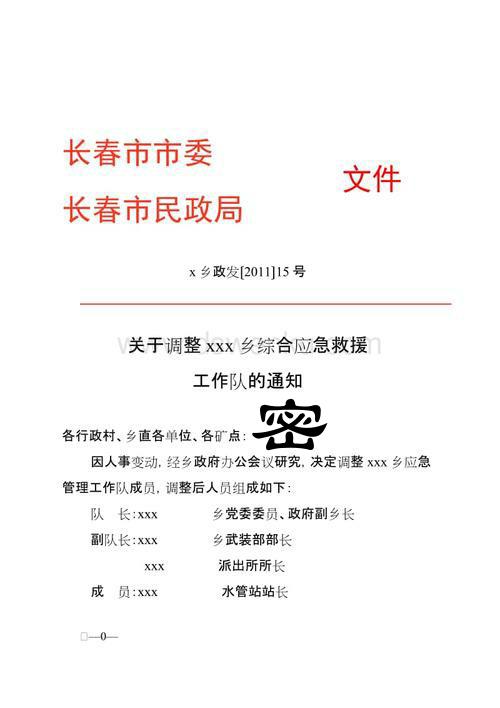 长春市市委
文件
长春市民政局
x 乡政发[2011]15 号
关于调整 xxx 乡综合应急救援
工作队的通知
密
各行政村、乡直各单位、各矿点:
因人事变动,经乡政府办公会议研究,决定调整 xxx 乡应急
管理工作队成员,调整后人员组成如下:
队 长:xxx 乡党委委员、政府副乡长
副队长:xxx 乡武装部部长
xxx 派出所所长
成 员:xxx 水管站站长
—0—